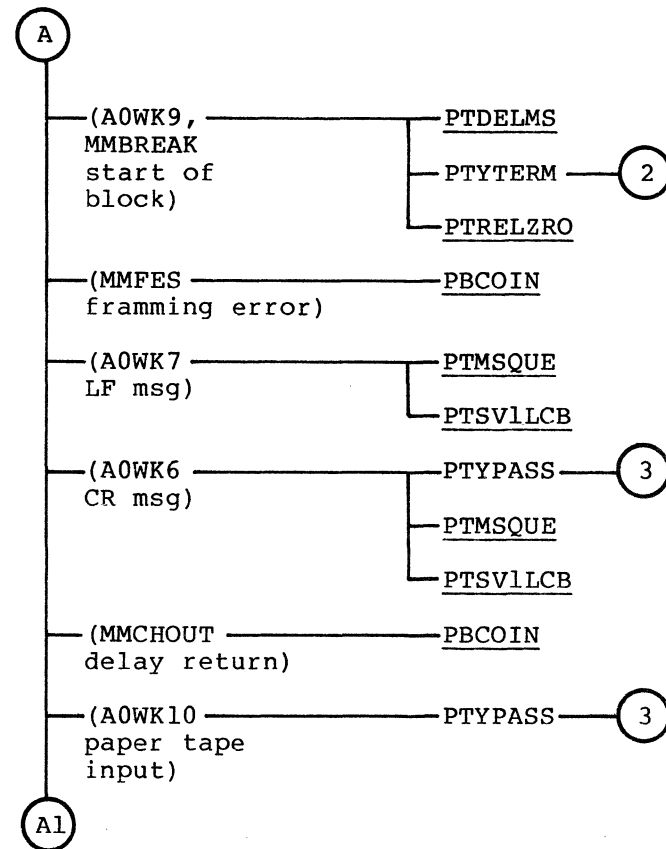 A
(A0WK9, PTDELMS
MMBREAK
start of PTYTERM 2
block)
PTRELZRO
(MMFES PBCOIN
framming error)
(A0WK7 PTMSQUE
LF msg)
PTSV1LCB
(A0WK6 PTYPASS 3
CR msg)
PTMSQUE
PTSV1LCB
(MMCHOUT PBCOIN
delay return)
(A0WK10 PTYPASS 3
paper tape
input)
A1